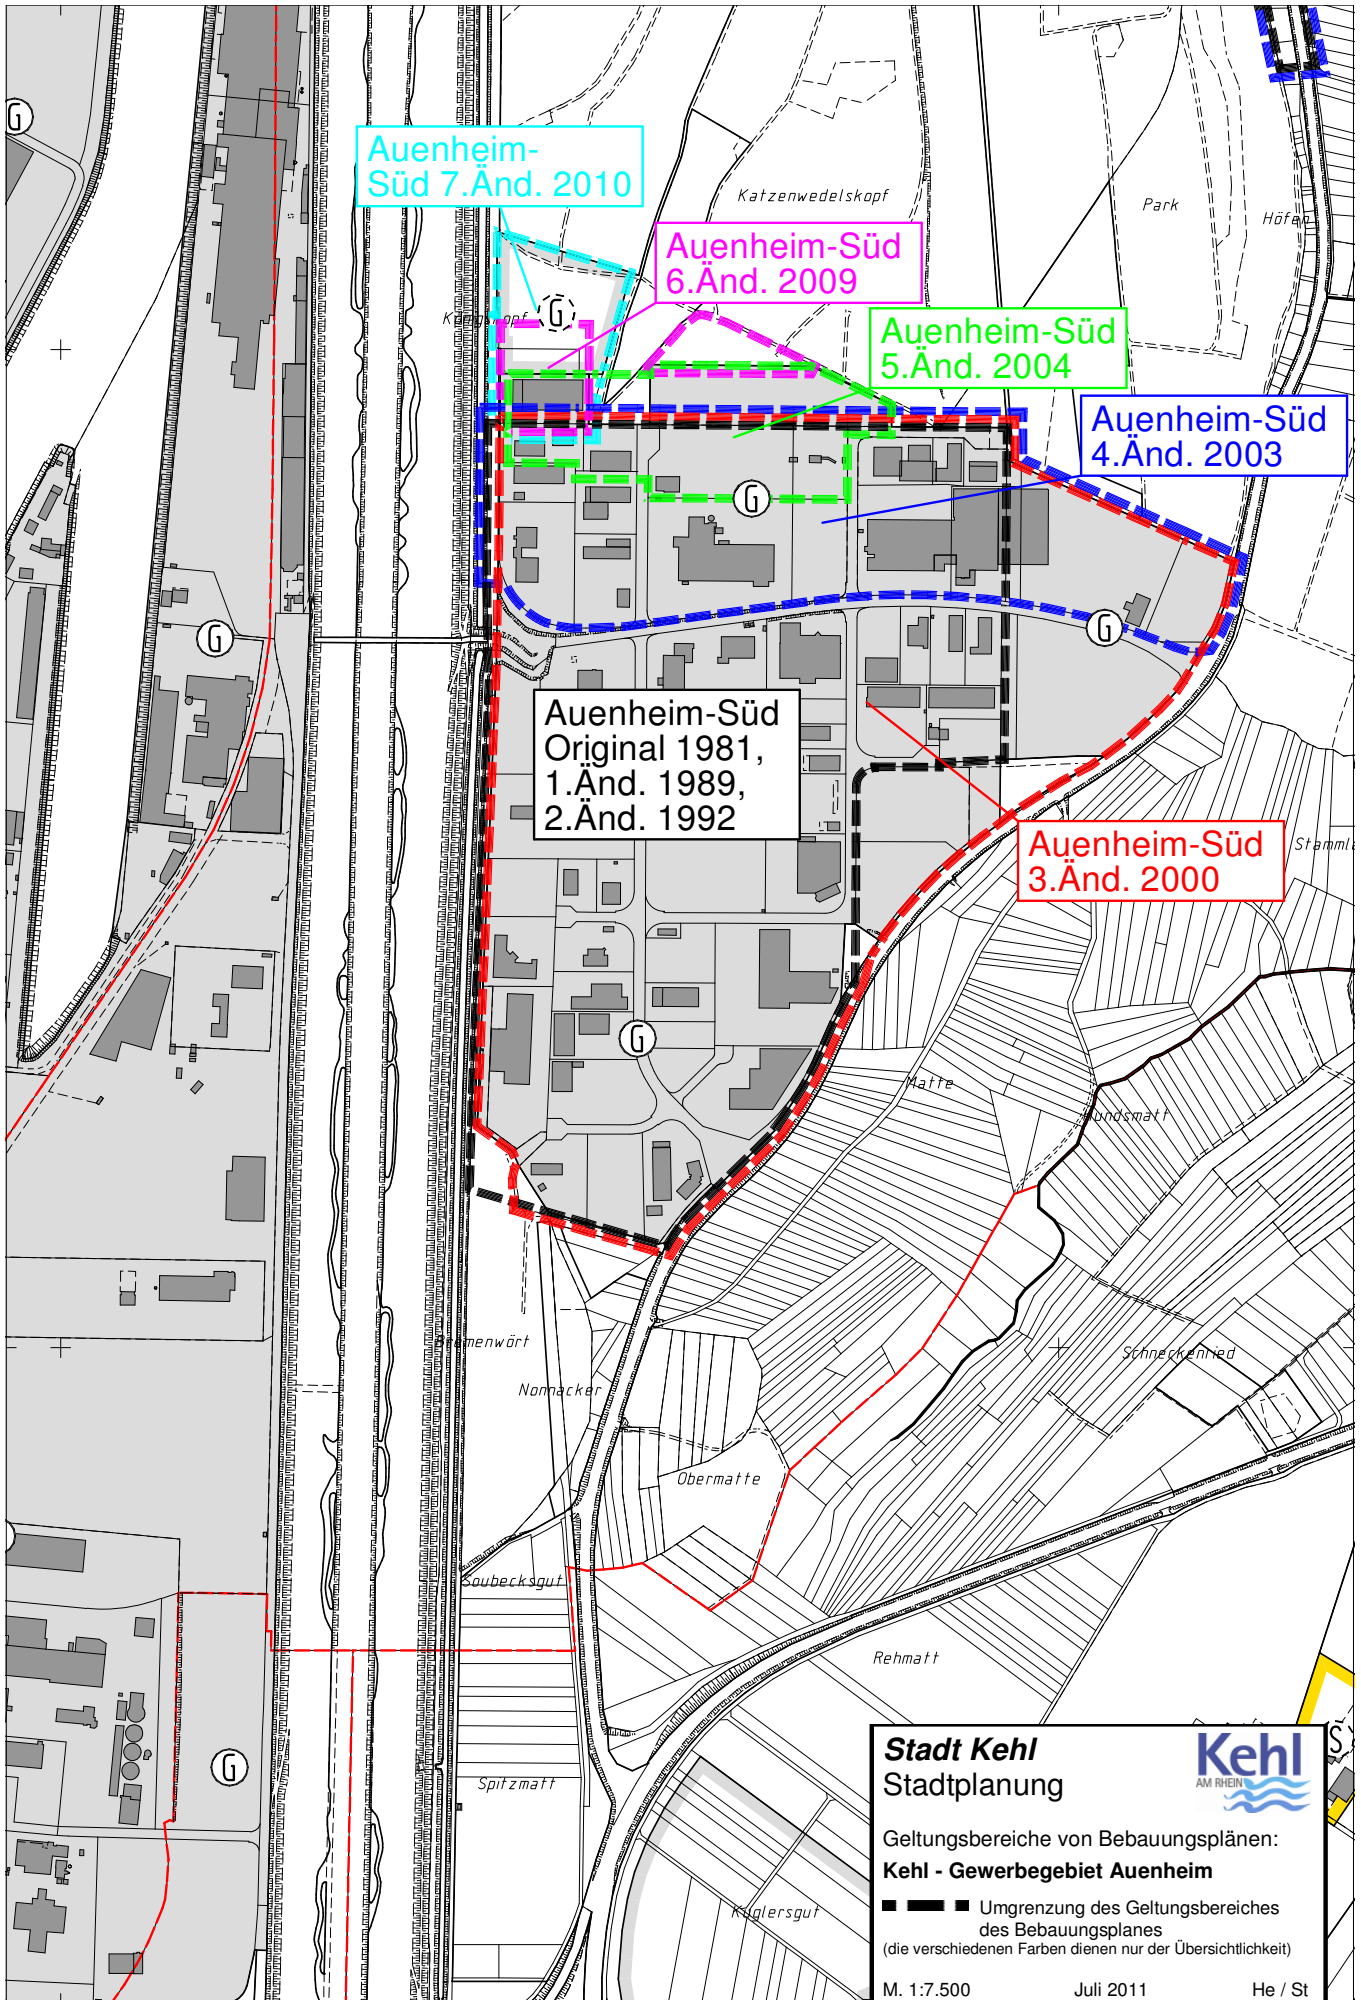 G
Auenheim-
Süd 7.Änd. 2010
Katzenwedelskopf
Park
Höfen
Auenheim-Süd
6.Änd. 2009
G
Auenheim-Süd
5.Änd. 2004
Auenheim-Süd
4.Änd. 2003
G
G
G
Auenheim-Süd
Original 1981,
1.Änd. 1989,
2.Änd. 1992
Auenheim-Süd
3.Änd. 2000
G
Matte
Bremenwört
Schneckenried
Nonnacker
Obermatte
Soubecksgut
Rehmatt
G
Spitzmatt
Kuglersgut
S
Stadt Kehl
Stadtplanung
Kehl
AM RHEIN
Geltungsbereiche von Bebauungsplänen:
Kehl - Gewerbegebiet Auenheim
Umgrenzung des Geltungsbereiches
des Bebauungsplanes
(die verschiedenen Farben dienen nur der Übersichtlichkeit)
M. 1:7.500 Juli 2011 He / St